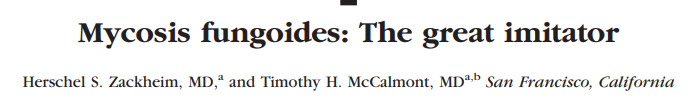 Mycosis fungoides: The great imitator
Herschel S. Zackheim, MD,ᵃ and Timothy H. McCalmont, MDᵃ,ᵇ San Francisco, California